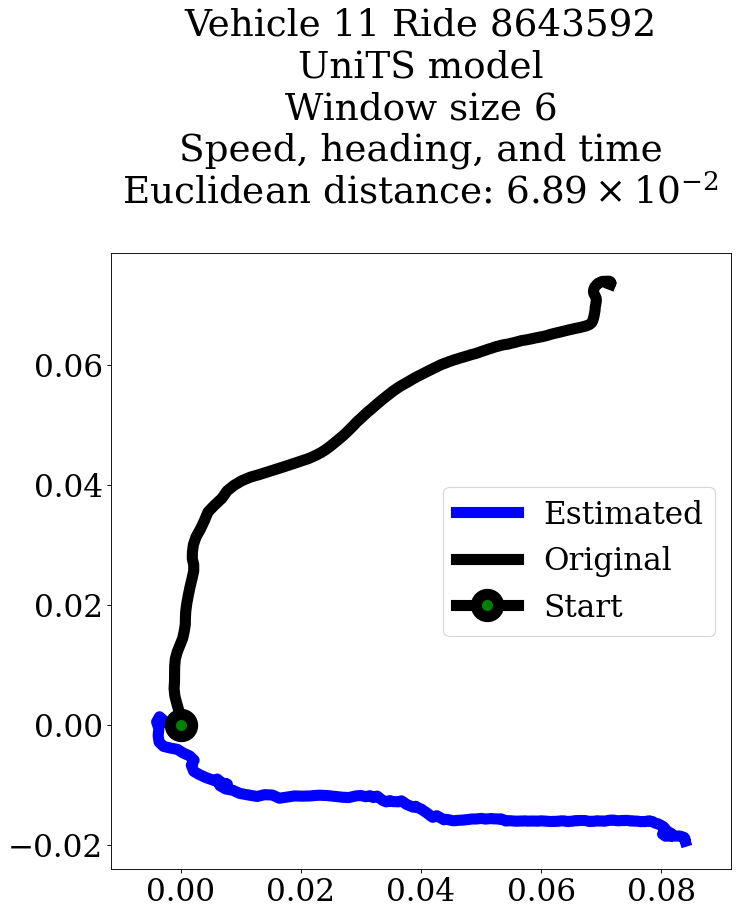 Vehicle 11 Ride 8643592
UniTS model
Window size 6
Speed, heading, and time
Euclidean distance: 6.89 × 10⁻²
0.06
0.04
Estimated
Original
0.02
Start
0.00
−0.02
0.00 0.02 0.04 0.06 0.08